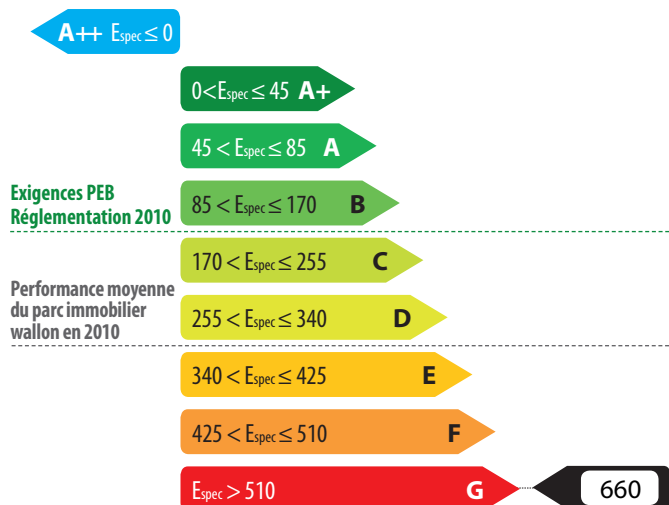 A++ Espec ≤ 0
0<Espec ≤ 45 A+
45 < Espec ≤ 85 A
Exigences PEB
Réglementation 2010
85 < Espec ≤ 170 B
170 < Espec ≤ 255 C
Performance moyenne
du parc immobilier
wallon en 2010
255 < Espec ≤ 340 D
340 < Espec ≤ 425 E
425 < Espec ≤ 510 F
Espec > 510 G 660